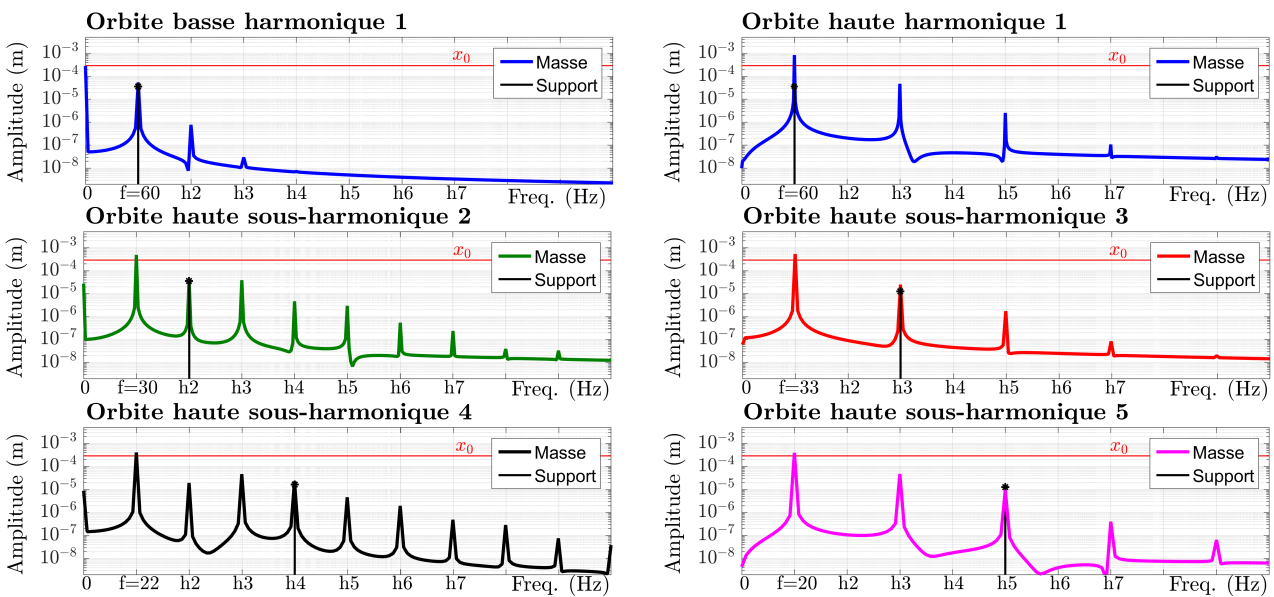 Orbite basse harmonique 1
Amplitude (m)
10⁻³
10⁻⁴
10⁻⁵
10⁻⁶
10⁻⁷
10⁻⁸
x₀
Masse
Support
0 f=60 h2 h3 h4 h5 h6 h7 Freq. (Hz)
Orbite haute harmonique 1
Amplitude (m)
10⁻³
10⁻⁴
10⁻⁵
10⁻⁶
10⁻⁷
10⁻⁸
x₀
Masse
Support
0 f=60 h2 h3 h4 h5 h6 h7 Freq. (Hz)
Orbite haute sous-harmonique 2
Amplitude (m)
10⁻³
10⁻⁴
10⁻⁵
10⁻⁶
10⁻⁷
10⁻⁸
x₀
Masse
Support
0 f=30 h2 h3 h4 h5 h6 h7 Freq. (Hz)
Orbite haute sous-harmonique 3
Amplitude (m)
10⁻³
10⁻⁴
10⁻⁵
10⁻⁶
10⁻⁷
10⁻⁸
x₀
Masse
Support
0 f=33 h2 h3 h4 h5 h6 h7 Freq. (Hz)
Orbite haute sous-harmonique 4
Amplitude (m)
10⁻³
10⁻⁴
10⁻⁵
10⁻⁶
10⁻⁷
10⁻⁸
x₀
Masse
Support
0 f=22 h2 h3 h4 h5 h6 h7 Freq. (Hz)
Orbite haute sous-harmonique 5
Amplitude (m)
10⁻³
10⁻⁴
10⁻⁵
10⁻⁶
10⁻⁷
10⁻⁸
x₀
Masse
Support
0 f=20 h2 h3 h4 h5 h6 h7 Freq. (Hz)